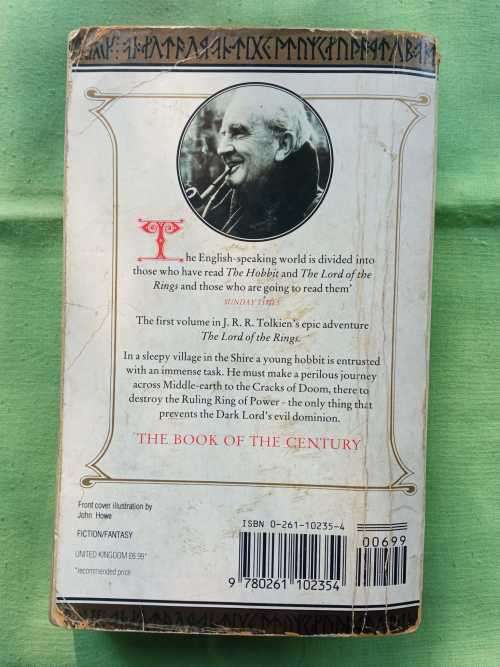 The English-speaking world is divided into
those who have read The Hobbit and The Lord of the
Rings and those who are going to read them'
SUNDAY TIMES
The first volume in J. R. R. Tolkien's epic adventure
The Lord of the Rings.
In a sleepy village in the Shire a young hobbit is entrusted
with an immense task. He must make a perilous journey
across Middle-earth to the Cracks of Doom, there to
destroy the Ruling Ring of Power - the only thing that
prevents the Dark Lord's evil dominion.
THE BOOK OF THE CENTURY
Front cover illustration by
John Howe
FICTION/FANTASY
UNITED KINGDOM £6.99*
*recommended price
ISBN 0-261-10235-4
00699
9 780261 102354